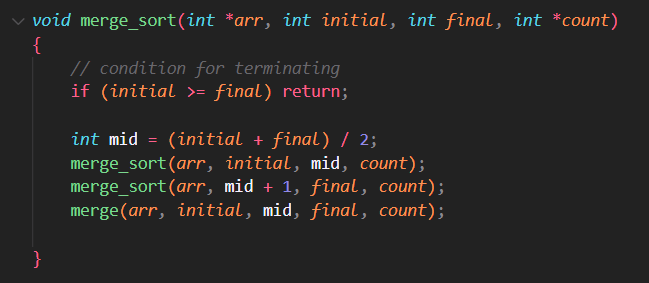 void merge_sort(int *arr, int initial, int final, int *count)
{
    // condition for terminating
    if (initial >= final) return;

    int mid = (initial + final) / 2;
    merge_sort(arr, initial, mid, count);
    merge_sort(arr, mid + 1, final, count);
    merge(arr, initial, mid, final, count);

}